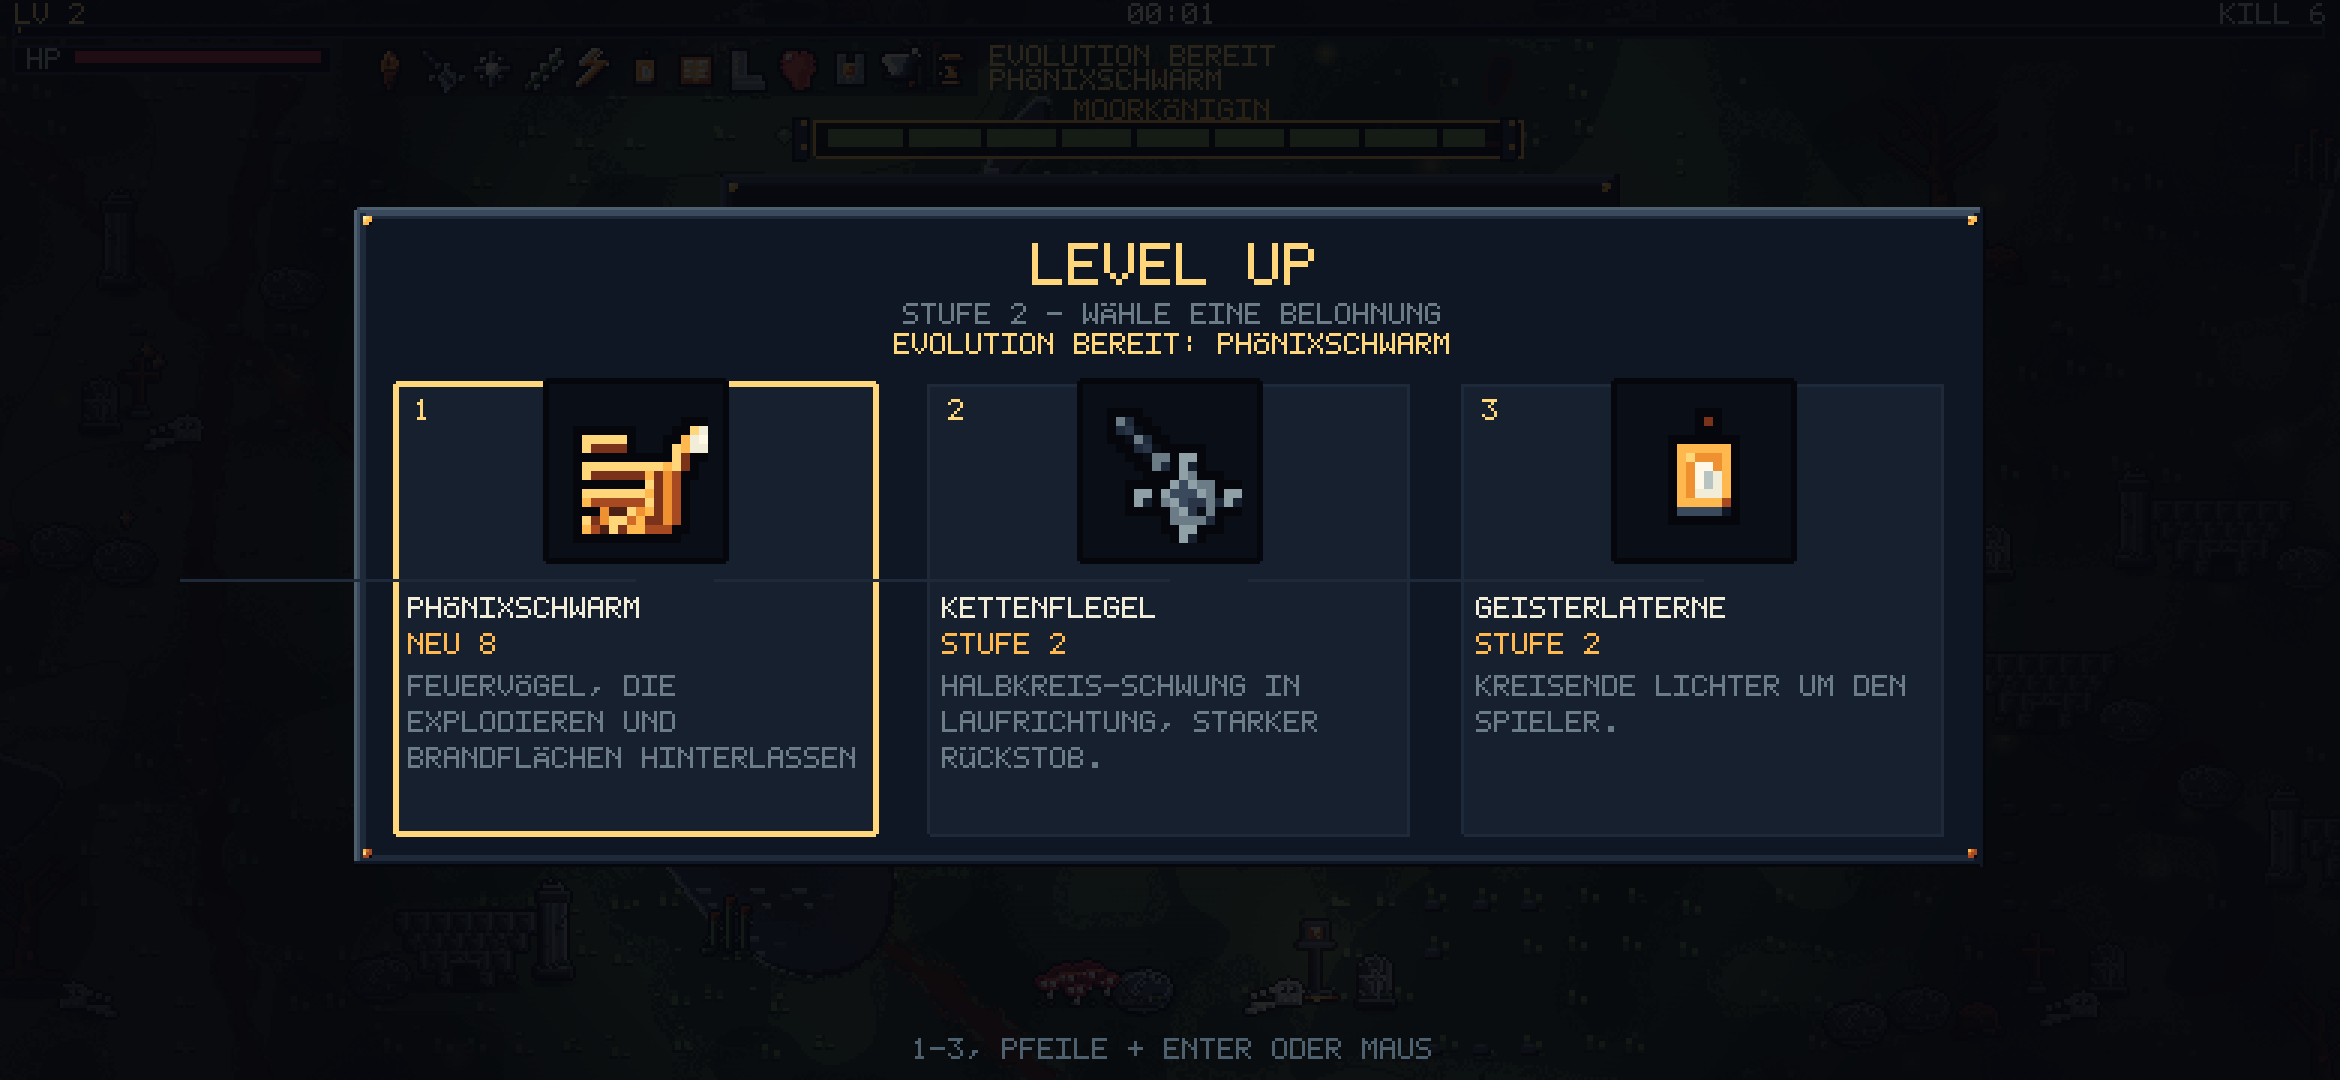 LV 2
00:01
KILL 6
HP
EVOLUTION BEREIT
PHöNIXSCHWARM
MOORKöNIGIN
LEVEL UP
STUFE 2 - WäHLE EINE BELOHNUNG
EVOLUTION BEREIT: PHöNIXSCHWARM
1
PHöNIXSCHWARM
NEU 8
FEUERVöGEL, DIE
EXPLODIEREN UND
BRANDFLäCHEN HINTERLASSEN
2
KETTENFLEGEL
STUFE 2
HALBKREIS-SCHWUNG IN
LAUFRICHTUNG, STARKER
RüCKSTOB.
3
GEISTERLATERNE
STUFE 2
KREISENDE LICHTER UM DEN
SPIELER.
1-3, PFEILE + ENTER ODER MAUS